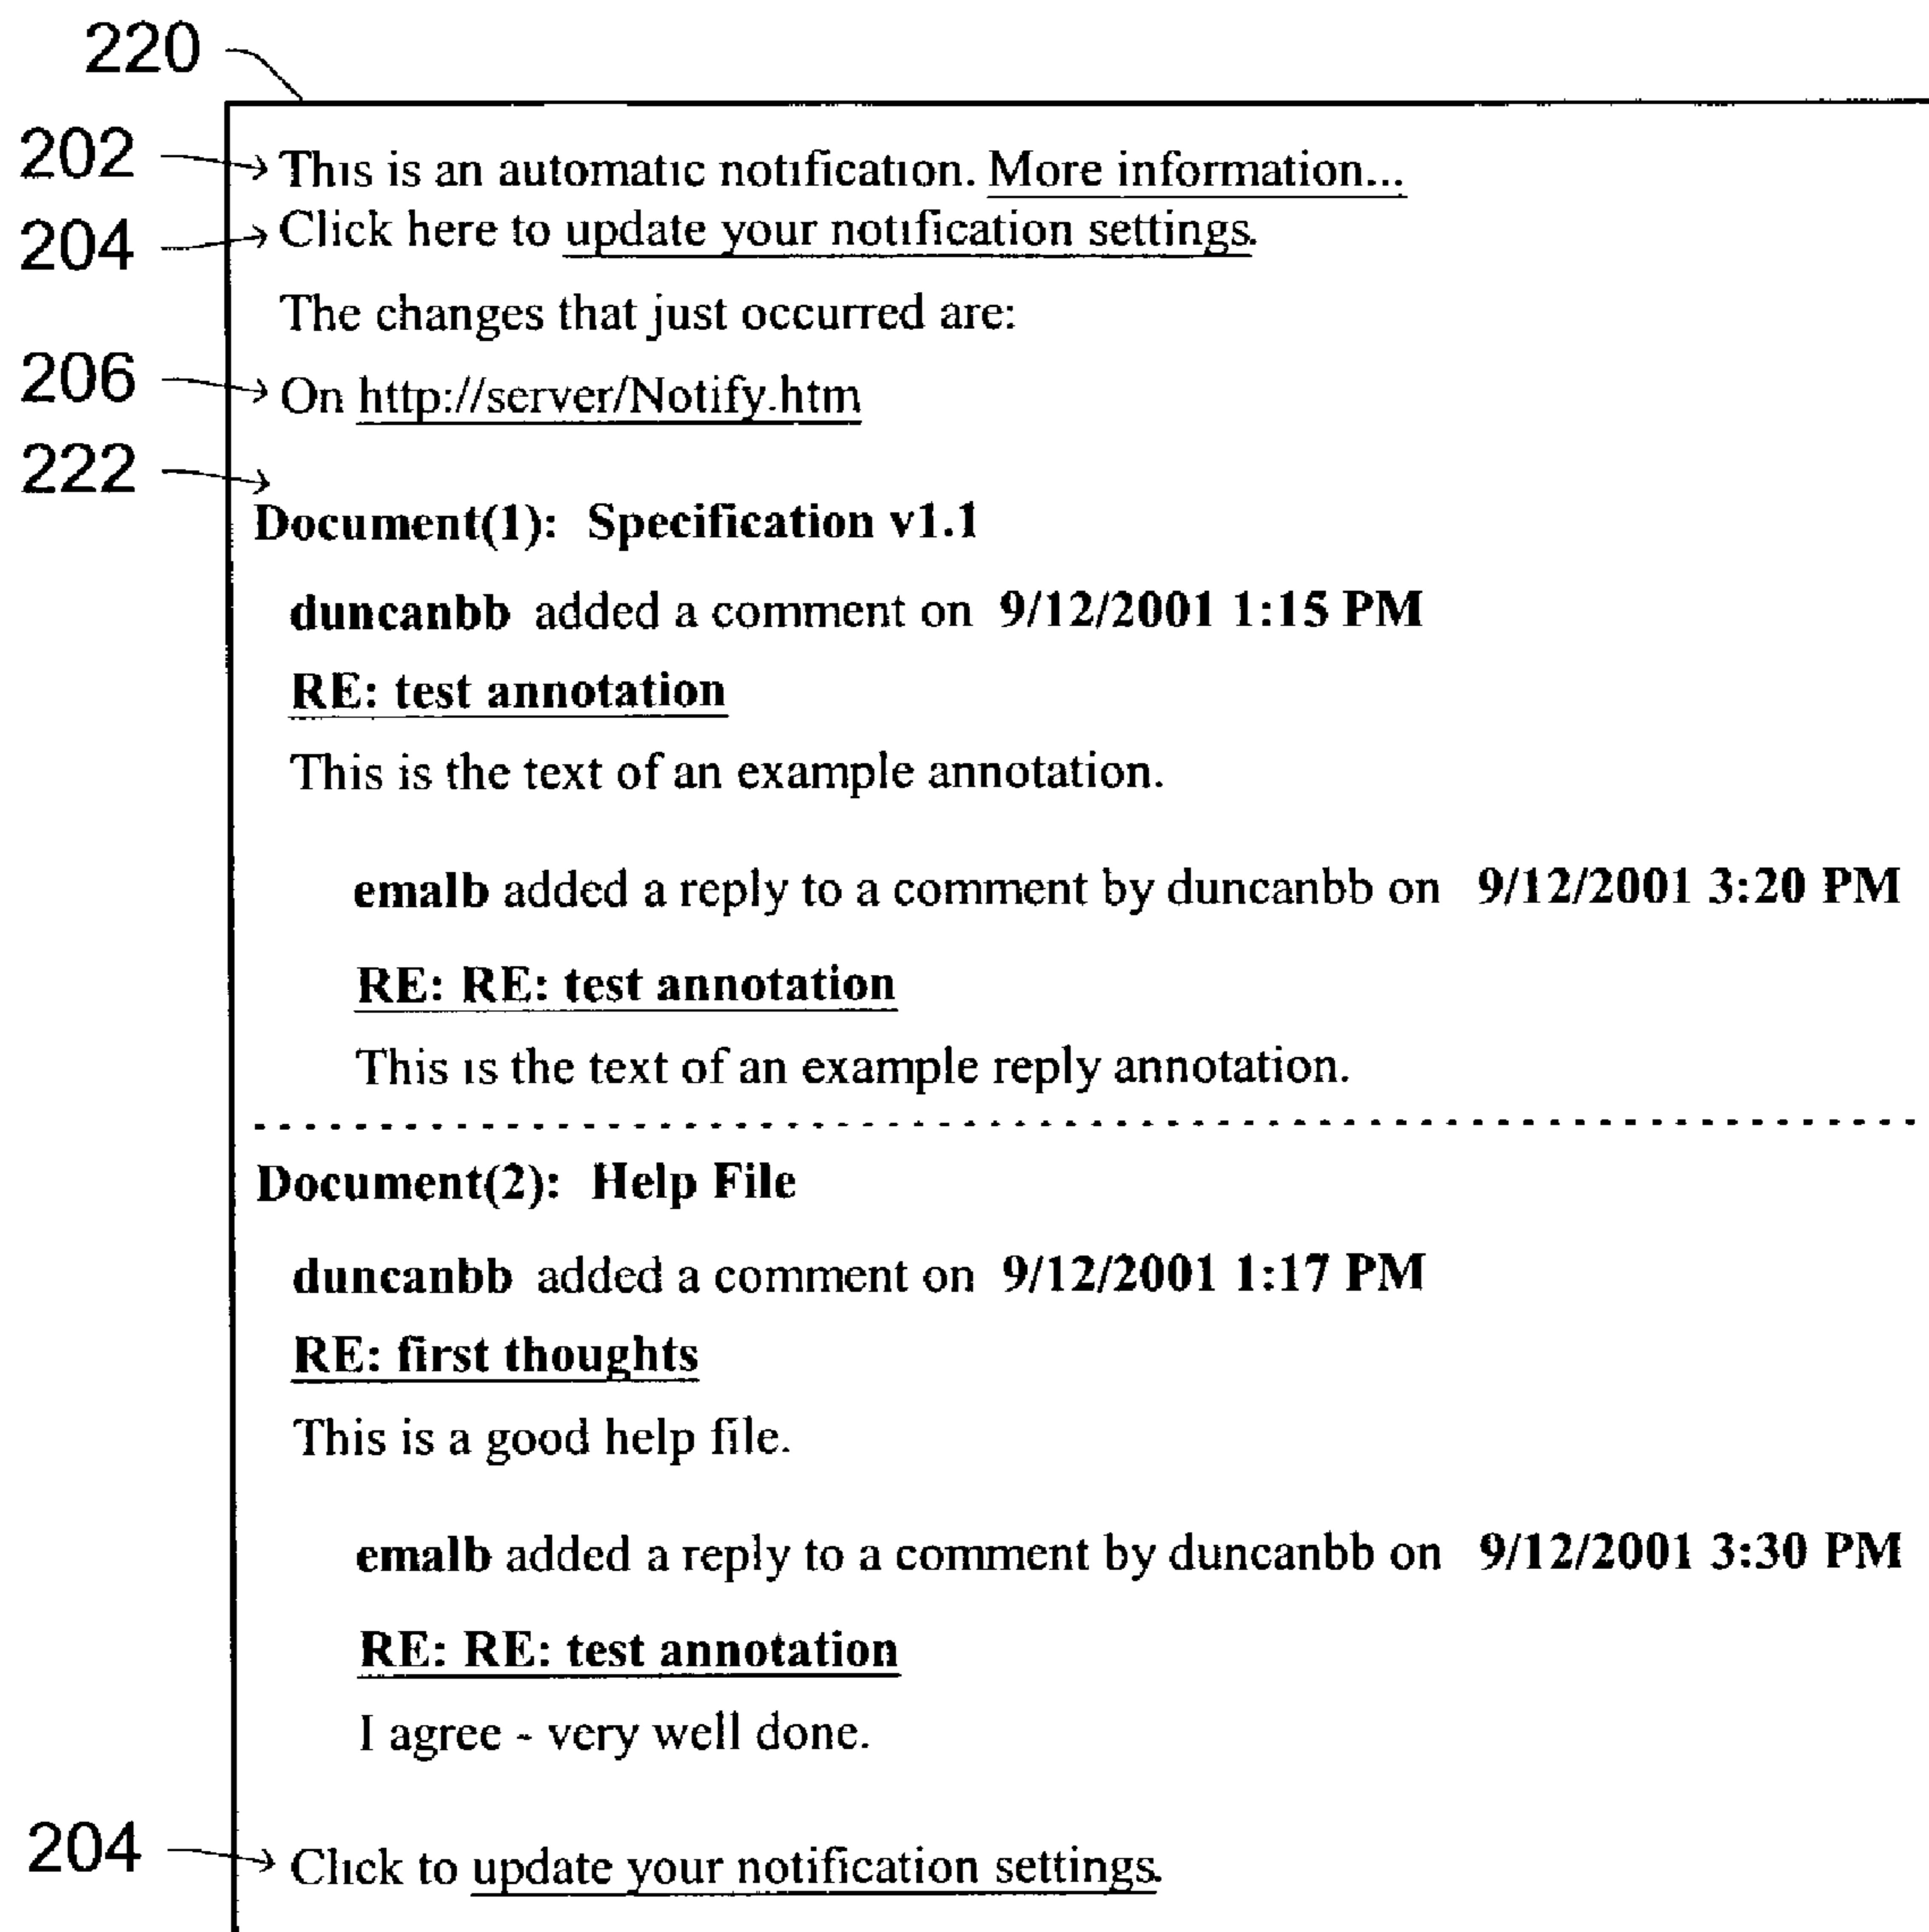 220
202 This is an automatic notification. More information...
204 Click here to update your notification settings.
The changes that just occurred are:
206 On http://server/Notify.htm
222
Document(1): Specification v1.1
duncanbb added a comment on 9/12/2001 1:15 PM
RE: test annotation
This is the text of an example annotation.
emalb added a reply to a comment by duncanbb on 9/12/2001 3:20 PM
RE: RE: test annotation
This is the text of an example reply annotation.
Document(2): Help File
duncanbb added a comment on 9/12/2001 1:17 PM
RE: first thoughts
This is a good help file.
emalb added a reply to a comment by duncanbb on 9/12/2001 3:30 PM
RE: RE: test annotation
I agree - very well done.
204 Click to update your notification settings.